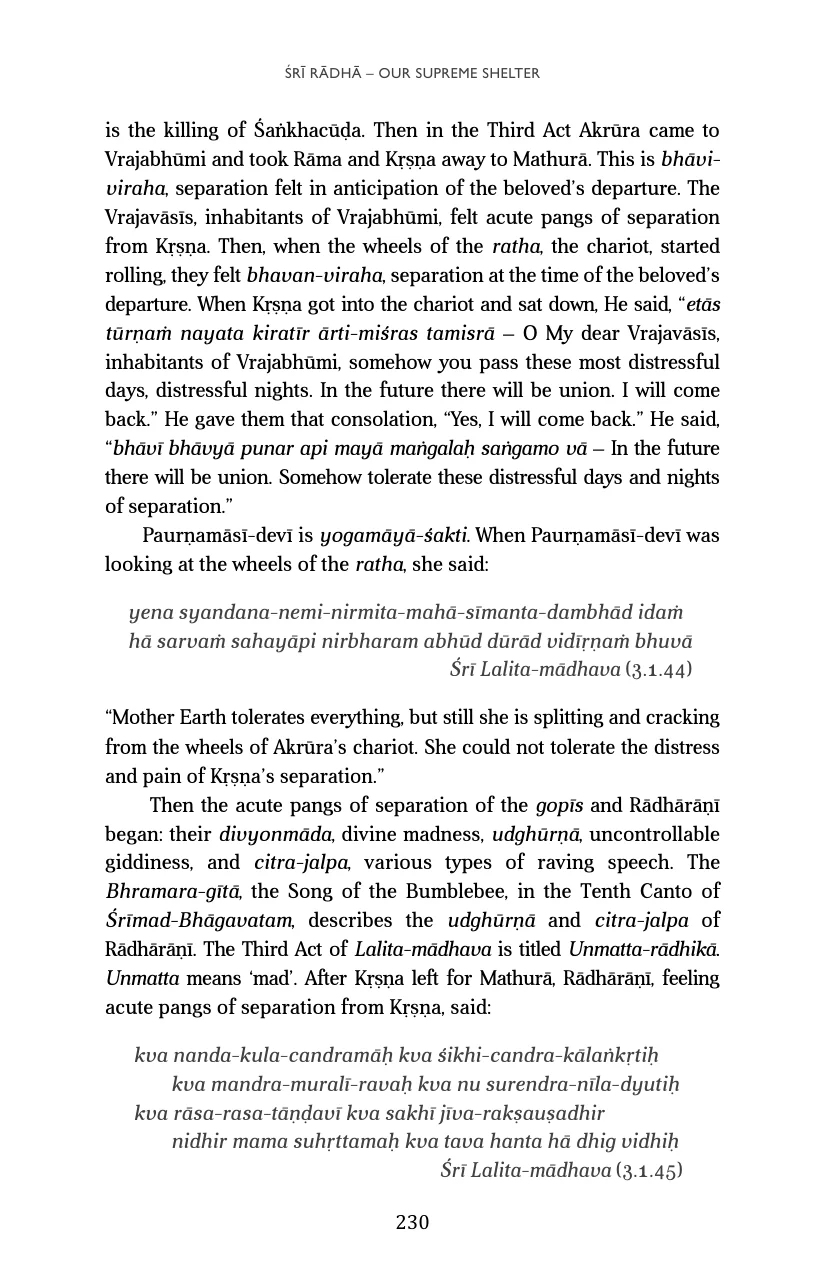 ŚRĪ RĀDHĀ – OUR SUPREME SHELTER
is the killing of Śaṅkhacūḍa. Then in the Third Act Akrūra came to
Vrajabhūmi and took Rāma and Kṛṣṇa away to Mathurā. This is bhāvi-
viraha, separation felt in anticipation of the beloved’s departure. The
Vrajavāsīs, inhabitants of Vrajabhūmi, felt acute pangs of separation
from Kṛṣṇa. Then, when the wheels of the ratha, the chariot, started
rolling, they felt bhavan-viraha, separation at the time of the beloved’s
departure. When Kṛṣṇa got into the chariot and sat down, He said, “etās
tūrṇaṁ nayata kiratīr ārti-miśras tamisrā – O My dear Vrajavāsīs,
inhabitants of Vrajabhūmi, somehow you pass these most distressful
days, distressful nights. In the future there will be union. I will come
back.” He gave them that consolation, “Yes, I will come back.” He said,
“bhāvī bhāvyā punar api mayā maṅgalaḥ saṅgamo vā – In the future
there will be union. Somehow tolerate these distressful days and nights
of separation.”
Paurṇamāsī-devī is yogamāyā-śakti. When Paurṇamāsī-devī was
looking at the wheels of the ratha, she said:
yena syandana-nemi-nirmita-mahā-sīmanta-dambhād idaṁ
hā sarvaṁ sahayāpi nirbharam abhūd dūrād vidīrṇaṁ bhuvā
Śrī Lalita-mādhava (3.1.44)
“Mother Earth tolerates everything, but still she is splitting and cracking
from the wheels of Akrūra’s chariot. She could not tolerate the distress
and pain of Kṛṣṇa’s separation.”
Then the acute pangs of separation of the gopīs and Rādhārāṇī
began: their divyonmāda, divine madness, udghūrṇā, uncontrollable
giddiness, and citra-jalpa, various types of raving speech. The
Bhramara-gītā, the Song of the Bumblebee, in the Tenth Canto of
Śrīmad-Bhāgavatam, describes the udghūrṇā and citra-jalpa of
Rādhārāṇī. The Third Act of Lalita-mādhava is titled Unmatta-rādhikā.
Unmatta means ‘mad’. After Kṛṣṇa left for Mathurā, Rādhārāṇī, feeling
acute pangs of separation from Kṛṣṇa, said:
kva nanda-kula-candramāḥ kva śikhi-candra-kālaṅkṛtiḥ
kva mandra-muralī-ravaḥ kva nu surendra-nīla-dyutiḥ
kva rāsa-rasa-tāṇḍavī kva sakhī jīva-rakṣauṣadhir
nidhir mama suhṛttamaḥ kva tava hanta hā dhig vidhiḥ
Śrī Lalita-mādhava (3.1.45)
230